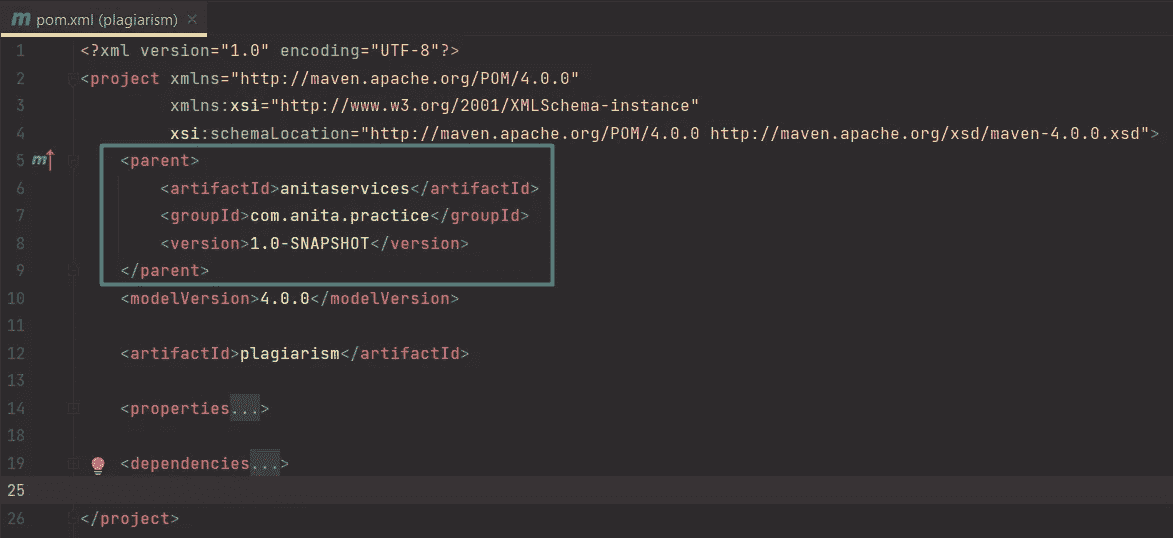 pom.xml (plagiarism)
1 <?xml version="1.0" encoding="UTF-8"?>
2 <project xmlns="http://maven.apache.org/POM/4.0.0"
3 xmlns:xsi="http://www.w3.org/2001/XMLSchema-instance"
4 xsi:schemaLocation="http://maven.apache.org/POM/4.0.0 http://maven.apache.org/xsd/maven-4.0.0.xsd">
5 m <parent>
6 <artifactId>anitaservices</artifactId>
7 <groupId>com.anita.practice</groupId>
8 <version>1.0-SNAPSHOT</version>
9 </parent>
10 <modelVersion>4.0.0</modelVersion>
11
12 <artifactId>plagiarism</artifactId>
13
14 <properties...>
18
19 <dependencies...>
25
26 </project>